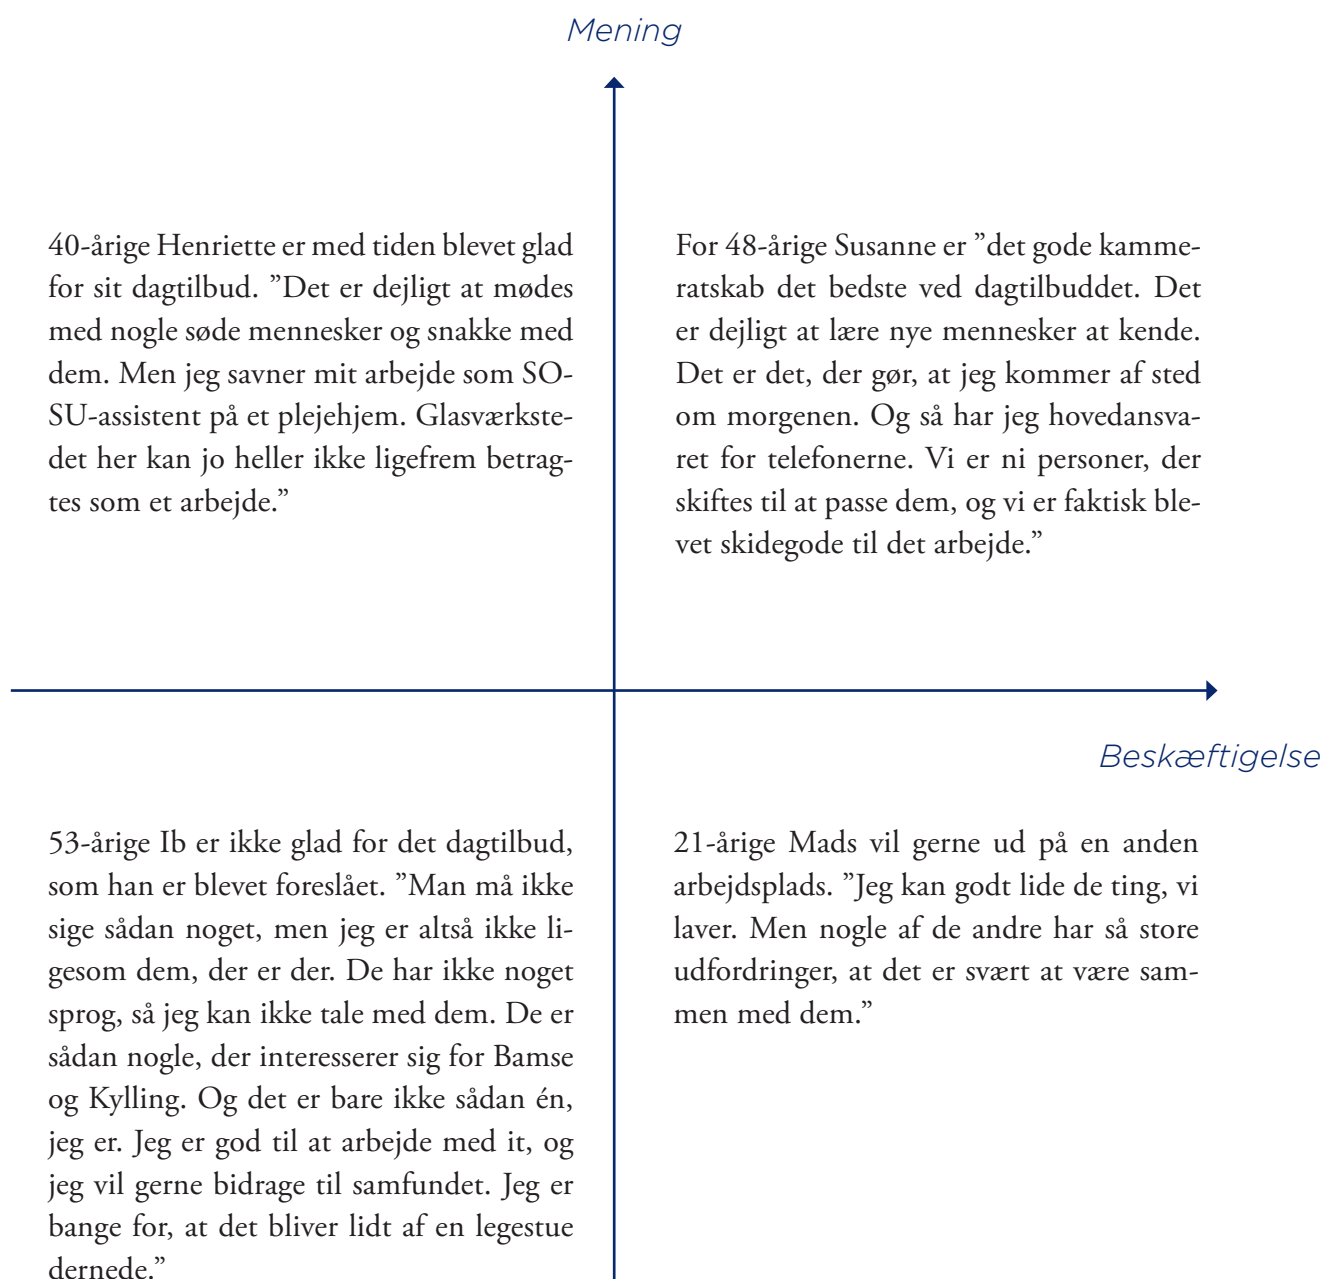 Mening
40-årige Henriette er med tiden blevet glad
for sit dagtilbud. ”Det er dejligt at mødes
med nogle søde mennesker og snakke med
dem. Men jeg savner mit arbejde som SO-
SU-assistent på et plejehjem. Glasværkste-
det her kan jo heller ikke ligefrem betrag-
tes som et arbejde.”
For 48-årige Susanne er ”det gode kamme-
ratskab det bedste ved dagtilbuddet. Det
er dejligt at lære nye mennesker at kende.
Det er det, der gør, at jeg kommer af sted
om morgenen. Og så har jeg hovedansva-
ret for telefonerne. Vi er ni personer, der
skiftes til at passe dem, og vi er faktisk ble-
vet skidegode til det arbejde.”
Beskæftigelse
53-årige Ib er ikke glad for det dagtilbud,
som han er blevet foreslået. ”Man må ikke
sige sådan noget, men jeg er altså ikke li-
gesom dem, der er der. De har ikke noget
sprog, så jeg kan ikke tale med dem. De er
sådan nogle, der interesserer sig for Bamse
og Kylling. Og det er bare ikke sådan én,
jeg er. Jeg er god til at arbejde med it, og
jeg vil gerne bidrage til samfundet. Jeg er
bange for, at det bliver lidt af en legestue
dernede.”
21-årige Mads vil gerne ud på en anden
arbejdsplads. ”Jeg kan godt lide de ting, vi
laver. Men nogle af de andre har så store
udfordringer, at det er svært at være sam-
men med dem.”